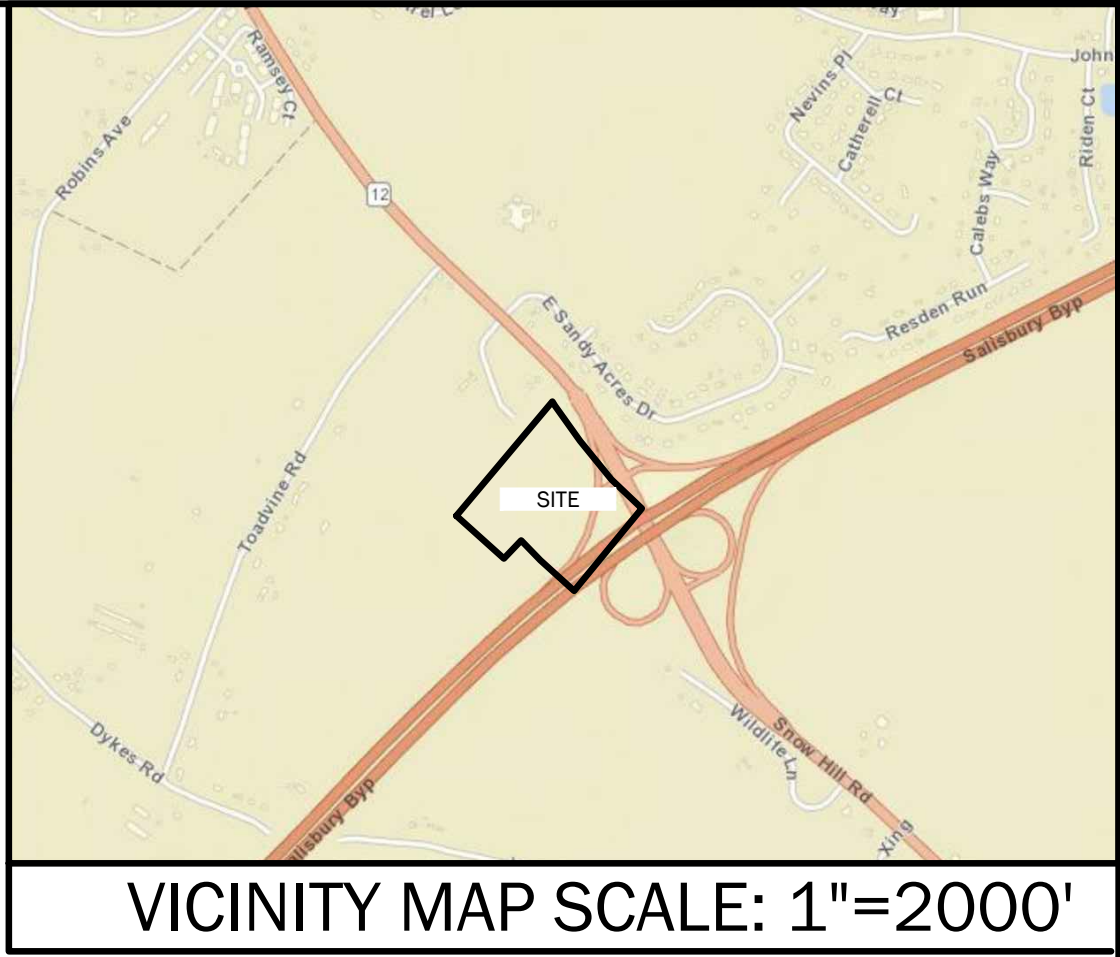 Ramsey Ct
Nevins Pl
John
Catherell Ct
Riden Ct
Robins Ave
12
Calebs Way
E Sandy Acres Dr
Resden Run
Salisbury Byp
Toadvine Rd
SITE
Dykes Rd
Wildlife Ln
Snow Hill Rd
alisbury Byp
Xing
VICINITY MAP SCALE: 1"=2000'